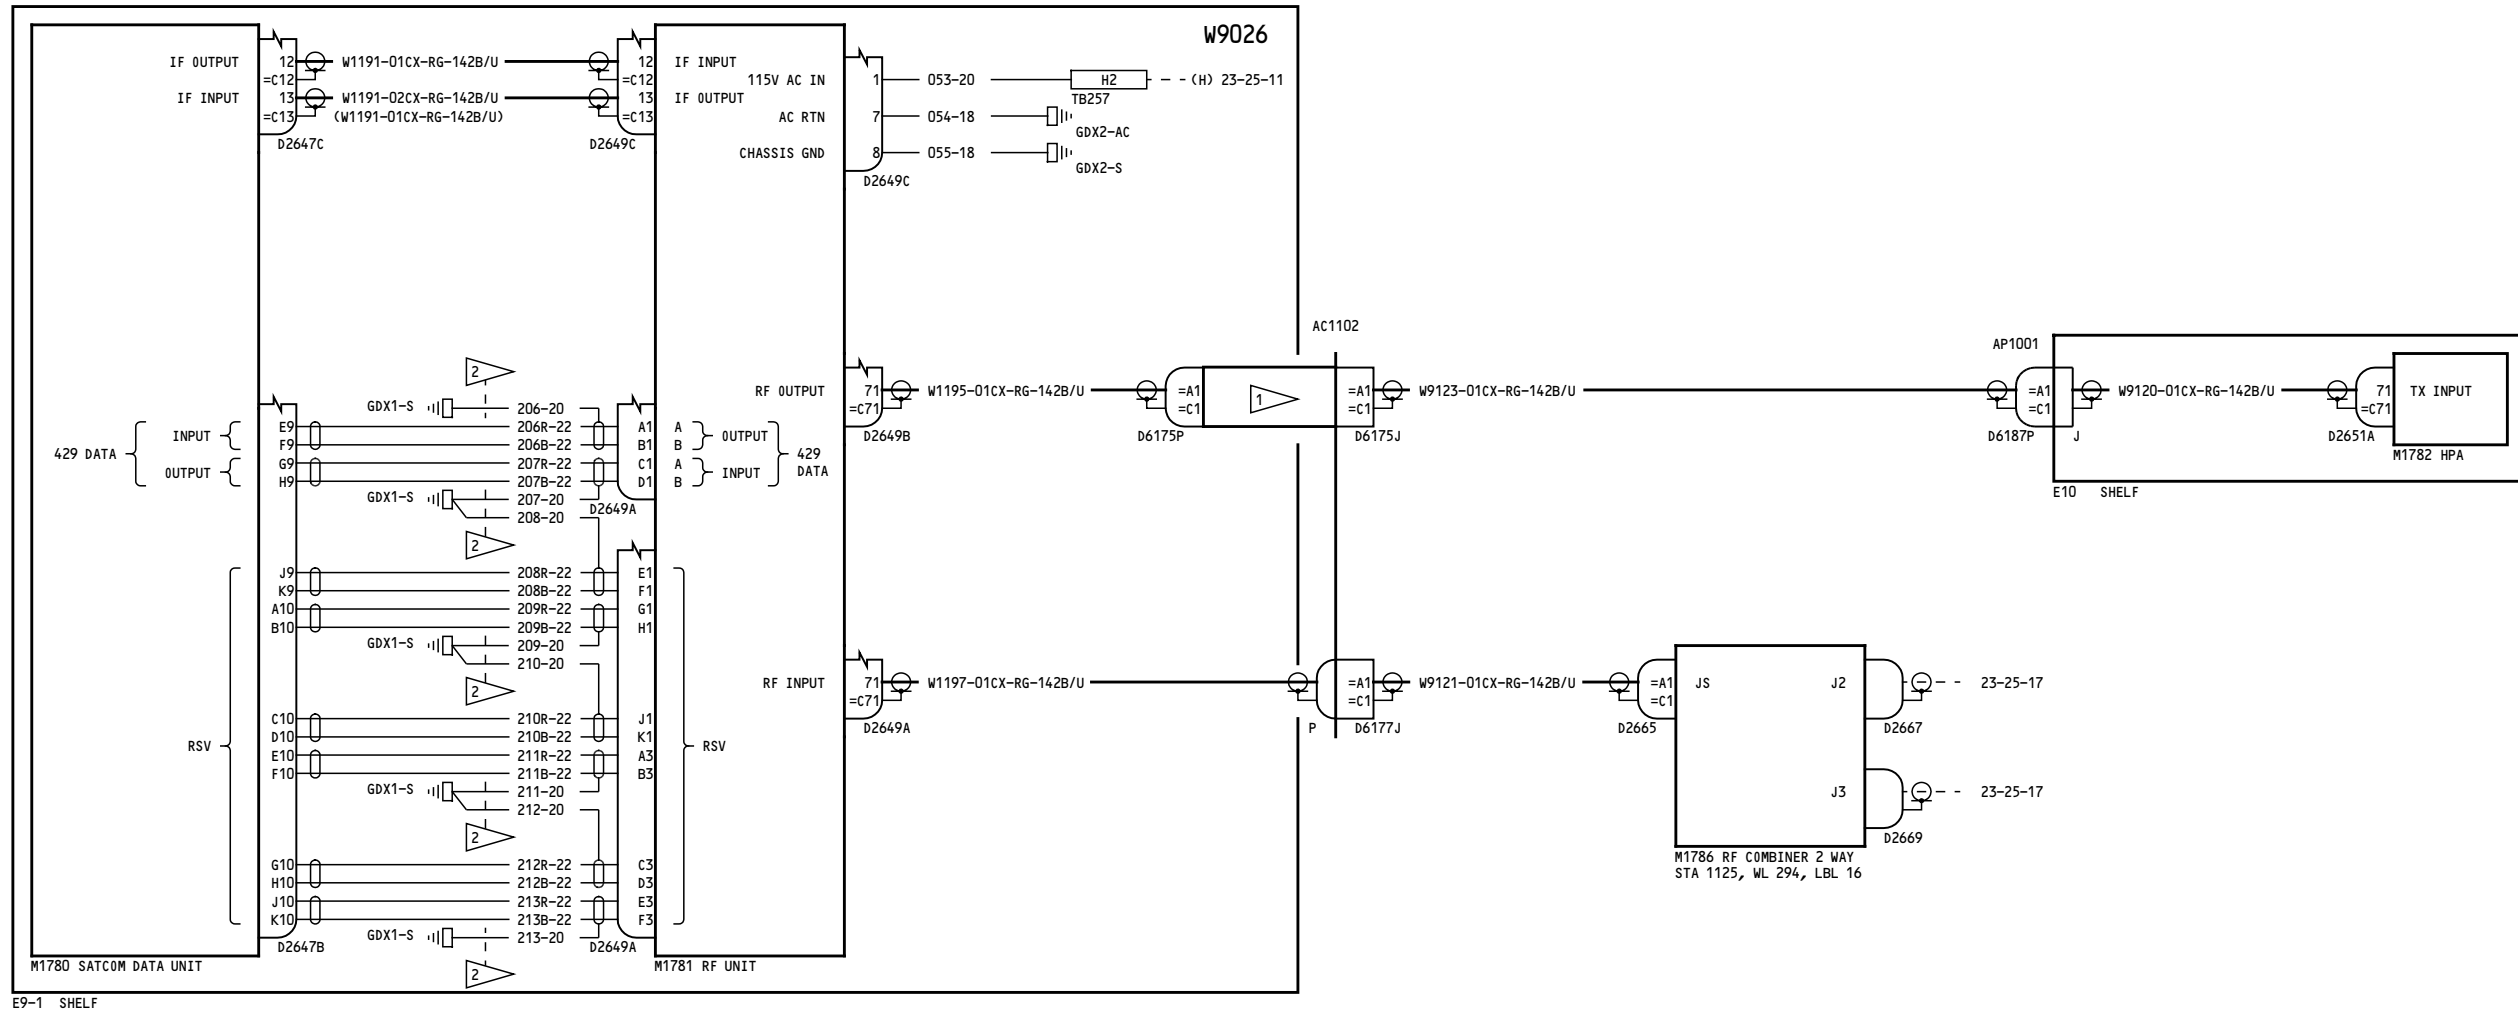 W9026
IF OUTPUT
12
W1191-01CX-RG-142B/U
12
IF INPUT
=C12
=C12
IF INPUT
13
W1191-02CX-RG-142B/U
13
IF OUTPUT
=C13
(W1191-01CX-RG-142B/U)
=C13
D2647C
D2649C
115V AC IN
1
053-20
H2
(H) 23-25-11
TB257
AC RTN
7
054-18
GDX2-AC
CHASSIS GND
8
055-18
GDX2-S
D2649C
AC1102
AP1001
RF OUTPUT
71
W1195-01CX-RG-142B/U
=A1
1
=A1
W9123-01CX-RG-142B/U
=A1
W9120-01CX-RG-142B/U
71
TX INPUT
=C71
=C1
=C1
=C1
=C71
D2649B
D6175P
D6175J
D6187P
J
D2651A
M1782 HPA
E10 SHELF
2
GDX1-S
206-20
429 DATA
INPUT
E9
206R-22
A1
A
OUTPUT
F9
206B-22
B1
B
OUTPUT
G9
207R-22
C1
A
INPUT
429
DATA
H9
207B-22
D1
B
GDX1-S
207-20
D2649A
208-20
2
J9
208R-22
E1
K9
208B-22
F1
A10
209R-22
G1
B10
209B-22
H1
GDX1-S
209-20
210-20
2
RF INPUT
71
W1197-01CX-RG-142B/U
=A1
W9121-01CX-RG-142B/U
=A1
JS
J2
23-25-17
=C71
=C1
=C1
D2649A
P
D6177J
D2665
D2667
C10
210R-22
J1
D10
210B-22
K1
RSV
RSV
E10
211R-22
A3
F10
211B-22
B3
GDX1-S
211-20
212-20
2
J3
23-25-17
D2669
M1786 RF COMBINER 2 WAY
STA 1125, WL 294, LBL 16
G10
212R-22
C3
H10
212B-22
D3
J10
213R-22
E3
K10
213B-22
F3
GDX1-S
213-20
D2647B
D2649A
2
M1780 SATCOM DATA UNIT
M1781 RF UNIT
E9-1 SHELF